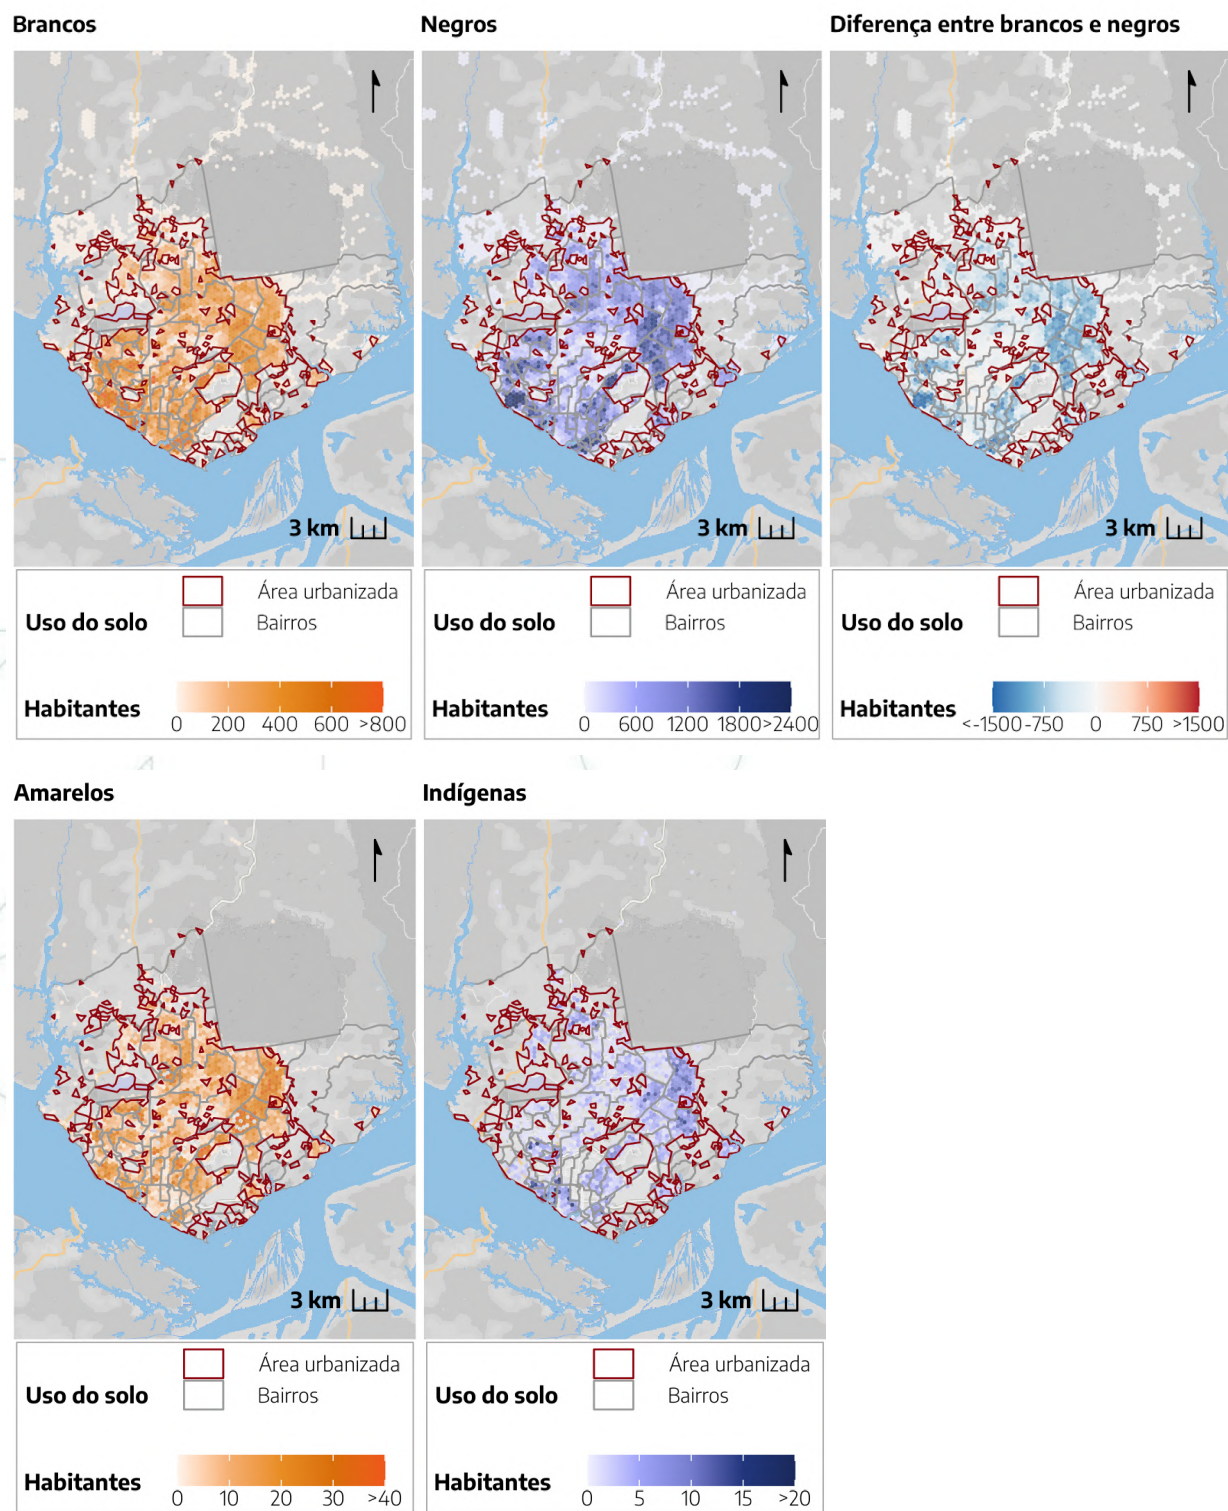 Brancos
Negros
Diferença entre brancos e negros
3 km
3 km
3 km
Uso do solo
Área urbanizada
Bairros
Habitantes
0 200 400 600 >800
Uso do solo
Área urbanizada
Bairros
Habitantes
0 600 1200 1800 >2400
Uso do solo
Área urbanizada
Bairros
Habitantes
<-1500 -750 0 750 >1500
Amarelos
Indígenas
3 km
3 km
Uso do solo
Área urbanizada
Bairros
Habitantes
0 10 20 30 >40
Uso do solo
Área urbanizada
Bairros
Habitantes
0 5 10 15 >20